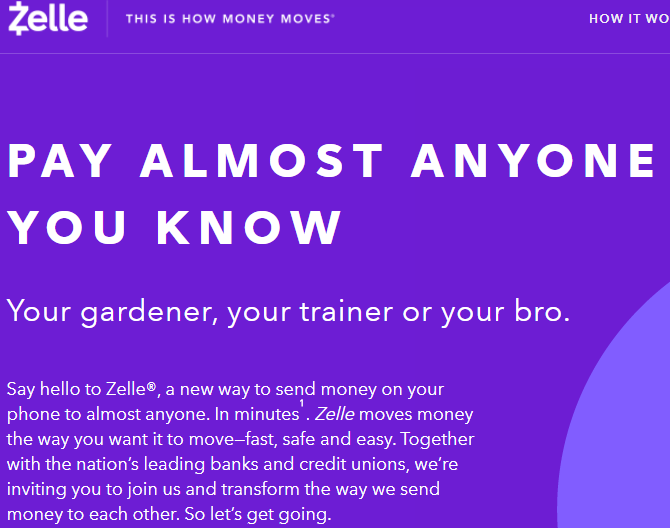 Zelle
THIS IS HOW MONEY MOVES®
HOW IT WO
PAY ALMOST ANYONE
YOU KNOW
Your gardener, your trainer or your bro.
Say hello to Zelle®, a new way to send money on your
phone to almost anyone. In minutes¹. Zelle moves money
the way you want it to move—fast, safe and easy. Together
with the nation’s leading banks and credit unions, we’re
inviting you to join us and transform the way we send
money to each other. So let’s get going.